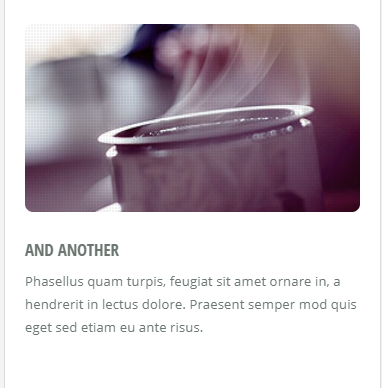 AND ANOTHER
Phasellus quam turpis, feugiat sit amet ornare in, a
hendrerit in lectus dolore. Praesent semper mod quis
eget sed etiam eu ante risus.